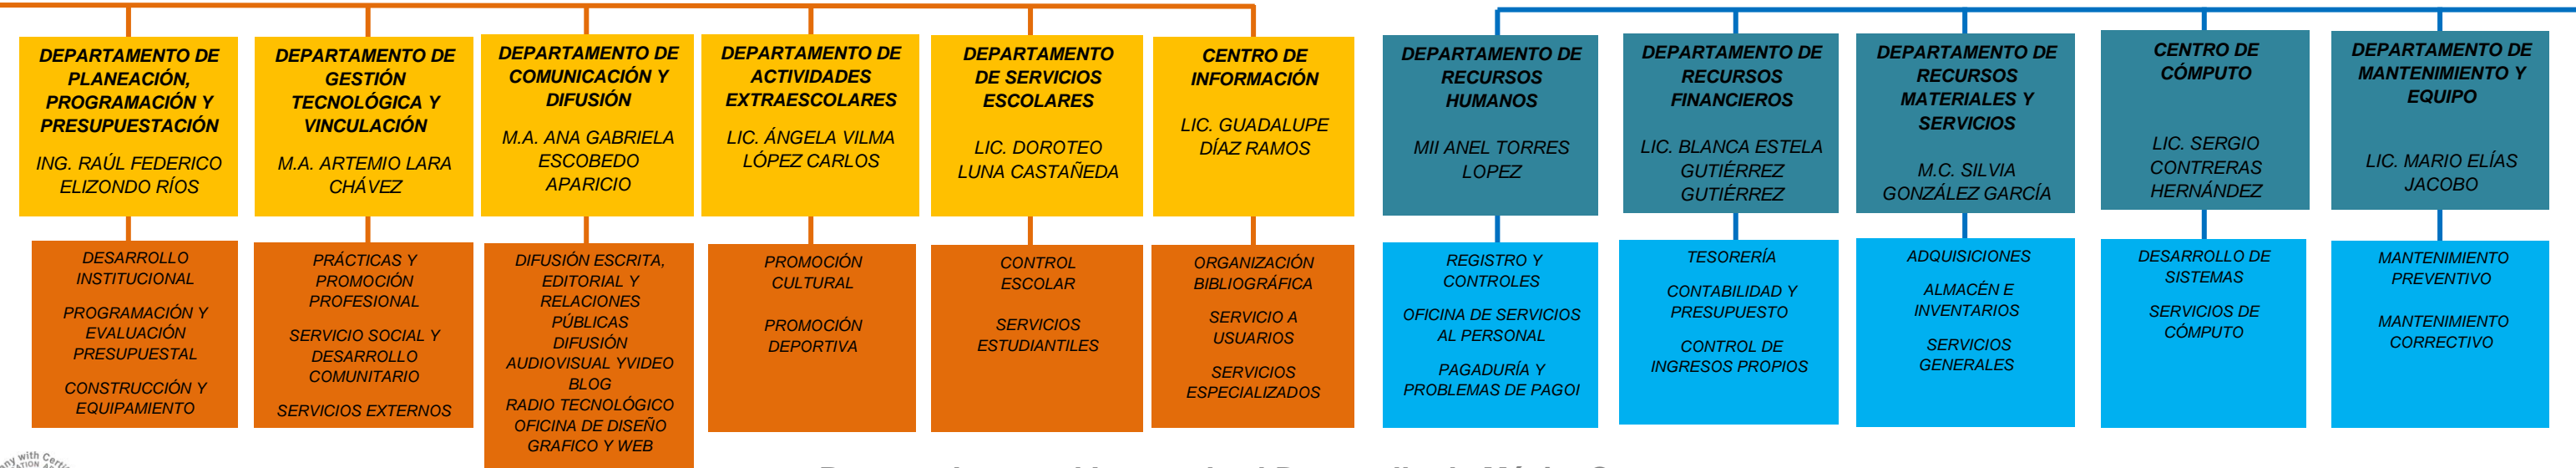 DEPARTAMENTO DE
PLANEACIÓN,
PROGRAMACIÓN Y
PRESUPUESTACIÓN
ING. RAÚL FEDERICO
ELIZONDO RÍOS
DEPARTAMENTO DE
GESTIÓN
TECNOLÓGICA Y
VINCULACIÓN
M.A. ARTEMIO LARA
CHÁVEZ
DEPARTAMENTO DE
COMUNICACIÓN Y
DIFUSIÓN
M.A. ANA GABRIELA
ESCOBEDO
APARICIO
DEPARTAMENTO DE
ACTIVIDADES
EXTRAESCOLARES
LIC. ÁNGELA VILMA
LÓPEZ CARLOS
DEPARTAMENTO
DE SERVICIOS
ESCOLARES
LIC. DOROTEO
LUNA CASTAÑEDA
CENTRO DE
INFORMACIÓN
LIC. GUADALUPE
DÍAZ RAMOS
DEPARTAMENTO DE
RECURSOS
HUMANOS
MII ANEL TORRES
LOPEZ
DEPARTAMENTO DE
RECURSOS
FINANCIEROS
LIC. BLANCA ESTELA
GUTIÉRREZ
GUTIÉRREZ
DEPARTAMENTO DE
RECURSOS
MATERIALES Y
SERVICIOS
M.C. SILVIA
GONZÁLEZ GARCÍA
CENTRO DE
CÓMPUTO
LIC. SERGIO
CONTRERAS
HERNÁNDEZ
DEPARTAMENTO DE
MANTENIMIENTO Y
EQUIPO
LIC. MARIO ELÍAS
JACOBO
DESARROLLO
INSTITUCIONAL
PROGRAMACIÓN Y
EVALUACIÓN
PRESUPUESTAL
CONSTRUCCIÓN Y
EQUIPAMIENTO
PRÁCTICAS Y
PROMOCIÓN
PROFESIONAL
SERVICIO SOCIAL Y
DESARROLLO
COMUNITARIO
SERVICIOS EXTERNOS
DIFUSIÓN ESCRITA,
EDITORIAL Y
RELACIONES
PÚBLICAS
DIFUSIÓN
AUDIOVISUAL YVIDEO
BLOG
RADIO TECNOLÓGICO
OFICINA DE DISEÑO
GRAFICO Y WEB
PROMOCIÓN
CULTURAL
PROMOCIÓN
DEPORTIVA
CONTROL
ESCOLAR
SERVICIOS
ESTUDIANTILES
ORGANIZACIÓN
BIBLIOGRÁFICA
SERVICIO A
USUARIOS
SERVICIOS
ESPECIALIZADOS
REGISTRO Y
CONTROLES
OFICINA DE SERVICIOS
AL PERSONAL
PAGADURÍA Y
PROBLEMAS DE PAGOI
TESORERÍA
CONTABILIDAD Y
PRESUPUESTO
CONTROL DE
INGRESOS PROPIOS
ADQUISICIONES
ALMACÉN E
INVENTARIOS
SERVICIOS
GENERALES
DESARROLLO DE
SISTEMAS
SERVICIOS DE
CÓMPUTO
MANTENIMIENTO
PREVENTIVO
MANTENIMIENTO
CORRECTIVO